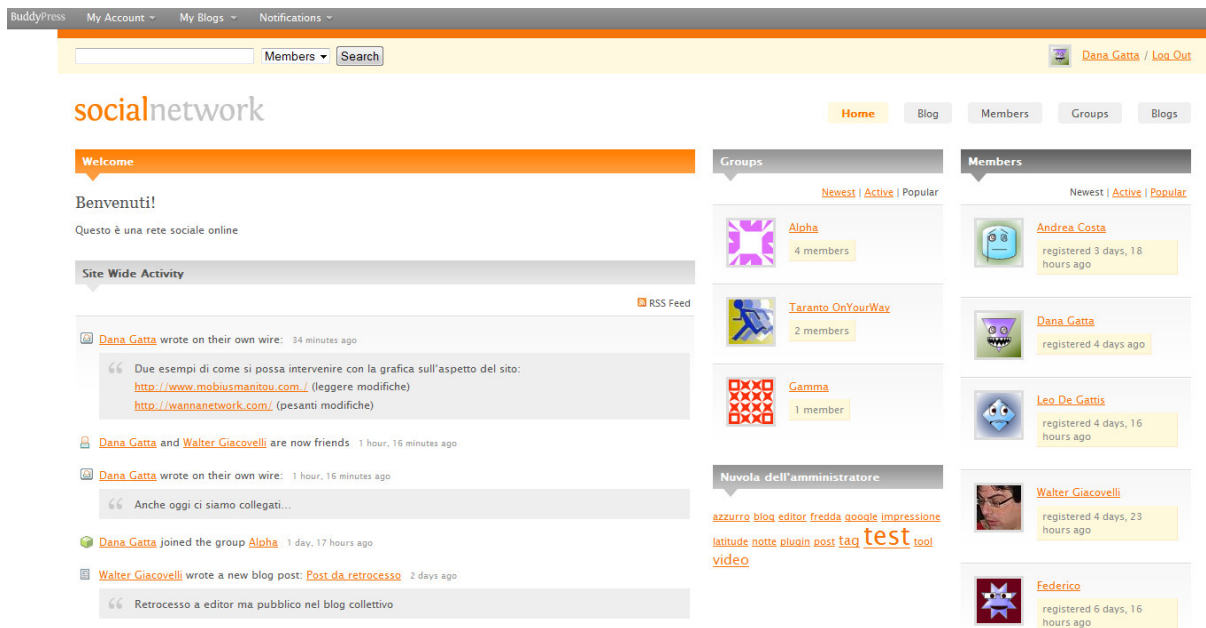 BuddyPress My Account My Blogs Notifications
Members Search
Dana Gatta / Log Out
socialnetwork
Home Blog Members Groups Blogs
Welcome
Benvenuti!
Questo è una rete sociale online
Site Wide Activity
RSS Feed
Dana Gatta wrote on their own wire: 34 minutes ago
Due esempi di come si possa intervenire con la grafica sull'aspetto del sito:
http://www.mobiusmanitou.com./ (leggere modifiche)
http://wannanetwork.com/ (pesanti modifiche)
Dana Gatta and Walter Giacovelli are now friends 1 hour, 16 minutes ago
Dana Gatta wrote on their own wire: 1 hour, 16 minutes ago
Anche oggi ci siamo collegati...
Dana Gatta joined the group Alpha 1 day, 17 hours ago
Walter Giacovelli wrote a new blog post: Post da retrocesso 2 days ago
Retrocesso a editor ma pubblico nel blog collettivo
Groups
Newest | Active | Popular
Alpha
4 members
Taranto OnYourWay
2 members
Gamma
1 member
Nuvola dell'amministratore
azzurro blog editor fredda google impressione
latitude notte plugin post tag test tool
video
Members
Newest | Active | Popular
Andrea Costa
registered 3 days, 18
hours ago
Dana Gatta
registered 4 days ago
Leo De Gattis
registered 4 days, 16
hours ago
Walter Giacovelli
registered 4 days, 23
hours ago
Federico
registered 6 days, 16
hours ago